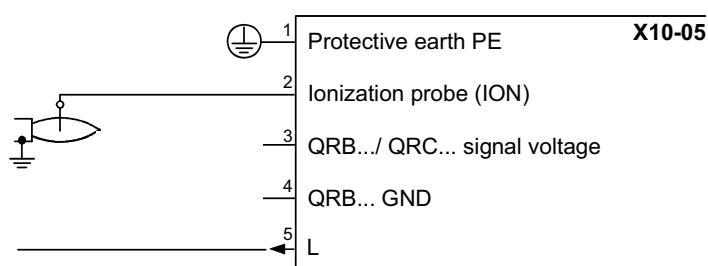 X10-05
1 Protective earth PE
2 Ionization probe (ION)
3 QRB.../ QRC... signal voltage
4 QRB... GND
5 L